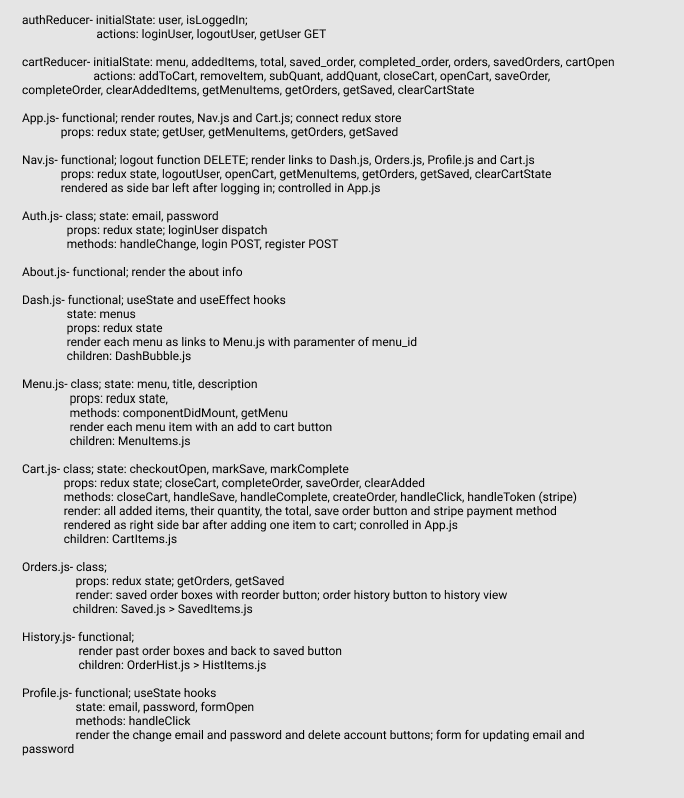 authReducer- initialState: user, isLoggedIn;
actions: loginUser, logoutUser, getUser GET
cartReducer- initialState: menu, addedItems, total, saved_order, completed_order, orders, savedOrders, cartOpen
actions: addToCart, removeItem, subQuant, addQuant, closeCart, openCart, saveOrder,
completeOrder, clearAddedItems, getMenuItems, getOrders, getSaved, clearCartState
App.js- functional; render routes, Nav.js and Cart.js; connect redux store
props: redux state; getUser, getMenuItems, getOrders, getSaved
Nav.js- functional; logout function DELETE; render links to Dash.js, Orders.js, Profile.js and Cart.js
props: redux state, logoutUser, openCart, getMenuItems, getOrders, getSaved, clearCartState
rendered as side bar left after logging in; controlled in App.js
Auth.js- class; state: email, password
props: redux state; loginUser dispatch
methods: handleChange, login POST, register POST
About.js- functional; render the about info
Dash.js- functional; useState and useEffect hooks
state: menus
props: redux state
render each menu as links to Menu.js with paramenter of menu_id
children: DashBubble.js
Menu.js- class; state: menu, title, description
props: redux state,
methods: componentDidMount, getMenu
render each menu item with an add to cart button
children: MenuItems.js
Cart.js- class; state: checkoutOpen, markSave, markComplete
props: redux state; closeCart, completeOrder, saveOrder, clearAdded
methods: closeCart, handleSave, handleComplete, createOrder, handleClick, handleToken (stripe)
render: all added items, their quantity, the total, save order button and stripe payment method
rendered as right side bar after adding one item to cart; conrolled in App.js
children: CartItems.js
Orders.js- class;
props: redux state; getOrders, getSaved
render: saved order boxes with reorder button; order history button to history view
children: Saved.js > SavedItems.js
History.js- functional;
render past order boxes and back to saved button
children: OrderHist.js > HistItems.js
Profile.js- functional; useState hooks
state: email, password, formOpen
methods: handleClick
render the change email and password and delete account buttons; form for updating email and
password